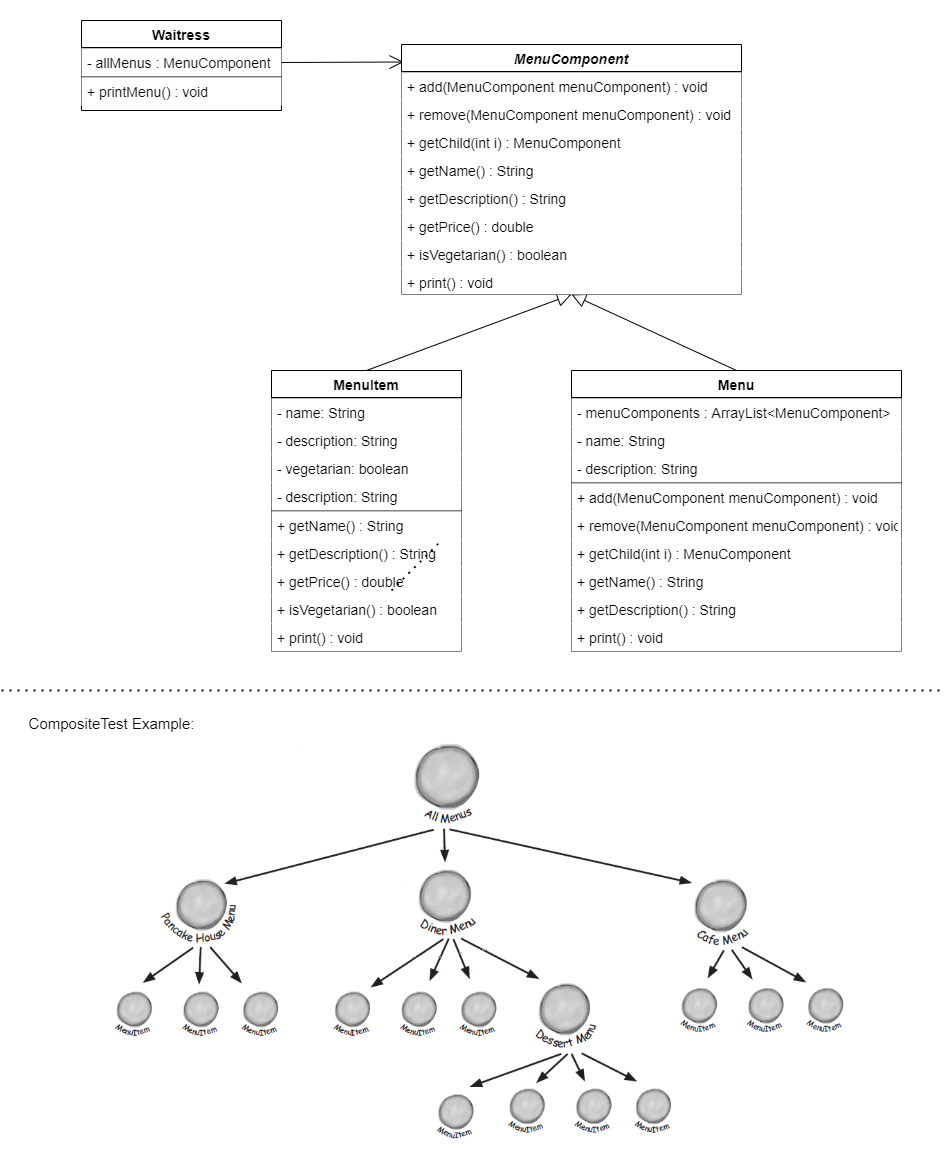 Waitress
- allMenus : MenuComponent
+ printMenu() : void
MenuComponent
+ add(MenuComponent menuComponent) : void
+ remove(MenuComponent menuComponent) : void
+ getChild(int i) : MenuComponent
+ getName() : String
+ getDescription() : String
+ getPrice() : double
+ isVegetarian() : boolean
+ print() : void
MenuItem
- name: String
- description: String
- vegetarian: boolean
- description: String
+ getName() : String
+ getDescription() : String
+ getPrice() : double
+ isVegetarian() : boolean
+ print() : void
Menu
- menuComponents : ArrayList<MenuComponent>
- name: String
- description: String
+ add(MenuComponent menuComponent) : void
+ remove(MenuComponent menuComponent) : voic
+ getChild(int i) : MenuComponent
+ getName() : String
+ getDescription() : String
+ print() : void
CompositeTest Example:
All Menus
Pancake House Menu
Diner Menu
Cafe Menu
MenuItem
MenuItem
MenuItem
MenuItem
MenuItem
MenuItem
Dessert Menu
MenuItem
MenuItem
MenuItem
MenuItem
MenuItem
MenuItem
MenuItem